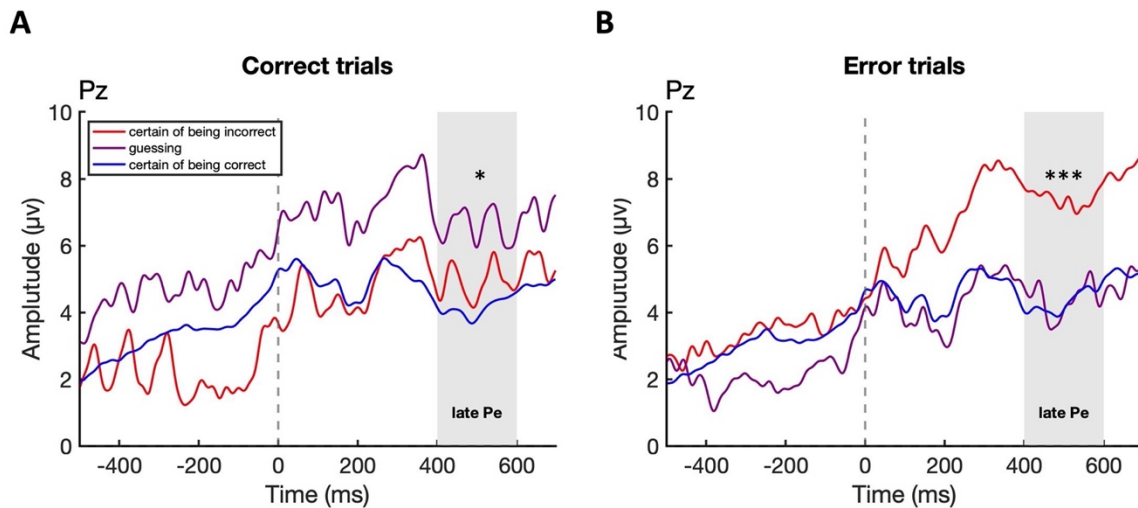 A
B
Correct trials
Error trials
Pz
Pz
10
8
6
4
2
0
Amplutude (μv)
certain of being incorrect
guessing
certain of being correct
*
late Pe
-400
-200
0
200
400
600
Time (ms)
10
8
6
4
2
0
Amplutude (μv)
***
late Pe
-400
-200
0
200
400
600
Time (ms)